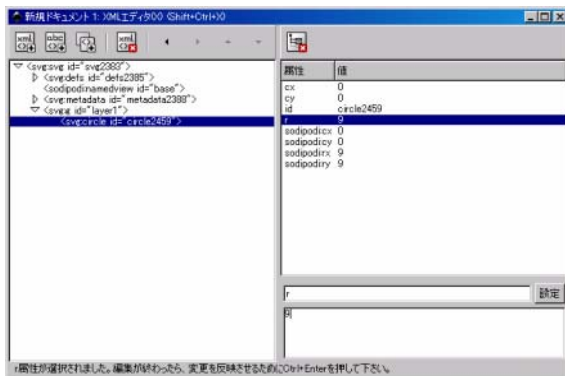 新規ドキュメント 1: XMLエディタ00 (Shift+Ctrl+X)
属性 値
<svg:svg id="svg2383">
<svg:defs id="defs2385">
<sodipodi:namedview id="base">
<svg:metadata id="metadata2388">
<svg:g id="layer1">
<svg:circle id="circle2459">
cx 0
cy 0
id circle2459
r 9
sodipodi:cx 0
sodipodi:cy 0
sodipodi:rx 9
sodipodi:ry 9
r
設定
9
r属性が選択されました。編集が終わったら、変更を反映させるためにCtrl+Enterを押して下さい。